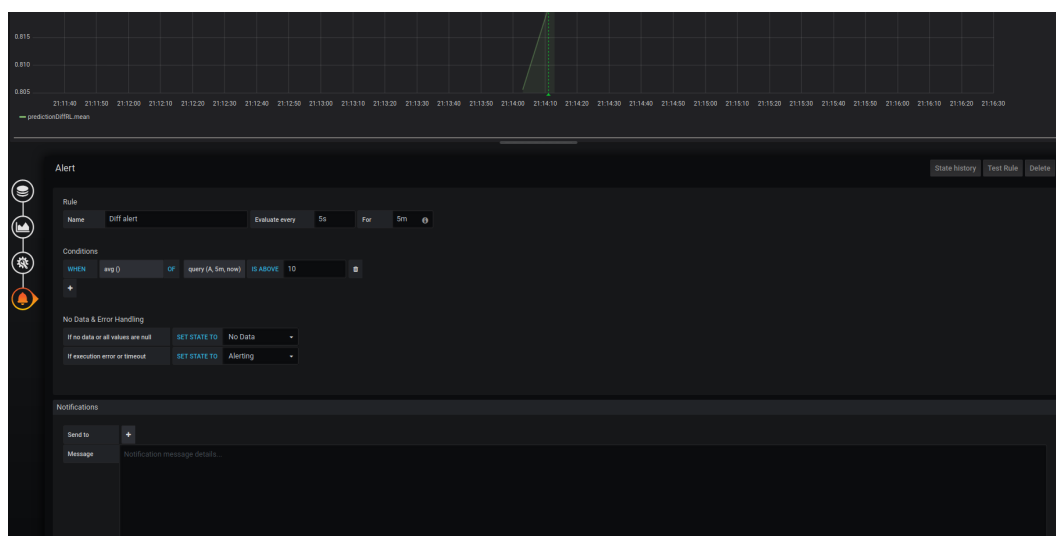 0.815
0.810
0.805
21:11:40 21:11:50 21:12:00 21:12:10 21:12:20 21:12:30 21:12:40 21:12:50 21:13:00 21:13:10 21:13:20 21:13:30 21:13:40 21:13:50 21:14:00 21:14:10 21:14:20 21:14:30 21:14:40 21:14:50 21:15:00 21:15:10 21:15:20 21:15:30 21:15:40 21:15:50 21:16:00 21:16:10 21:16:20 21:16:30
predictionDiffRL.mean
Alert State history Test Rule Delete
Rule
Name Diff alert Evaluate every 5s For 5m
Conditions
WHEN avg () OF query (A, 5m, now) IS ABOVE 10
+
No Data & Error Handling
If no data or all values are null SET STATE TO No Data
If execution error or timeout SET STATE TO Alerting
Notifications
Send to +
Message Notification message details...